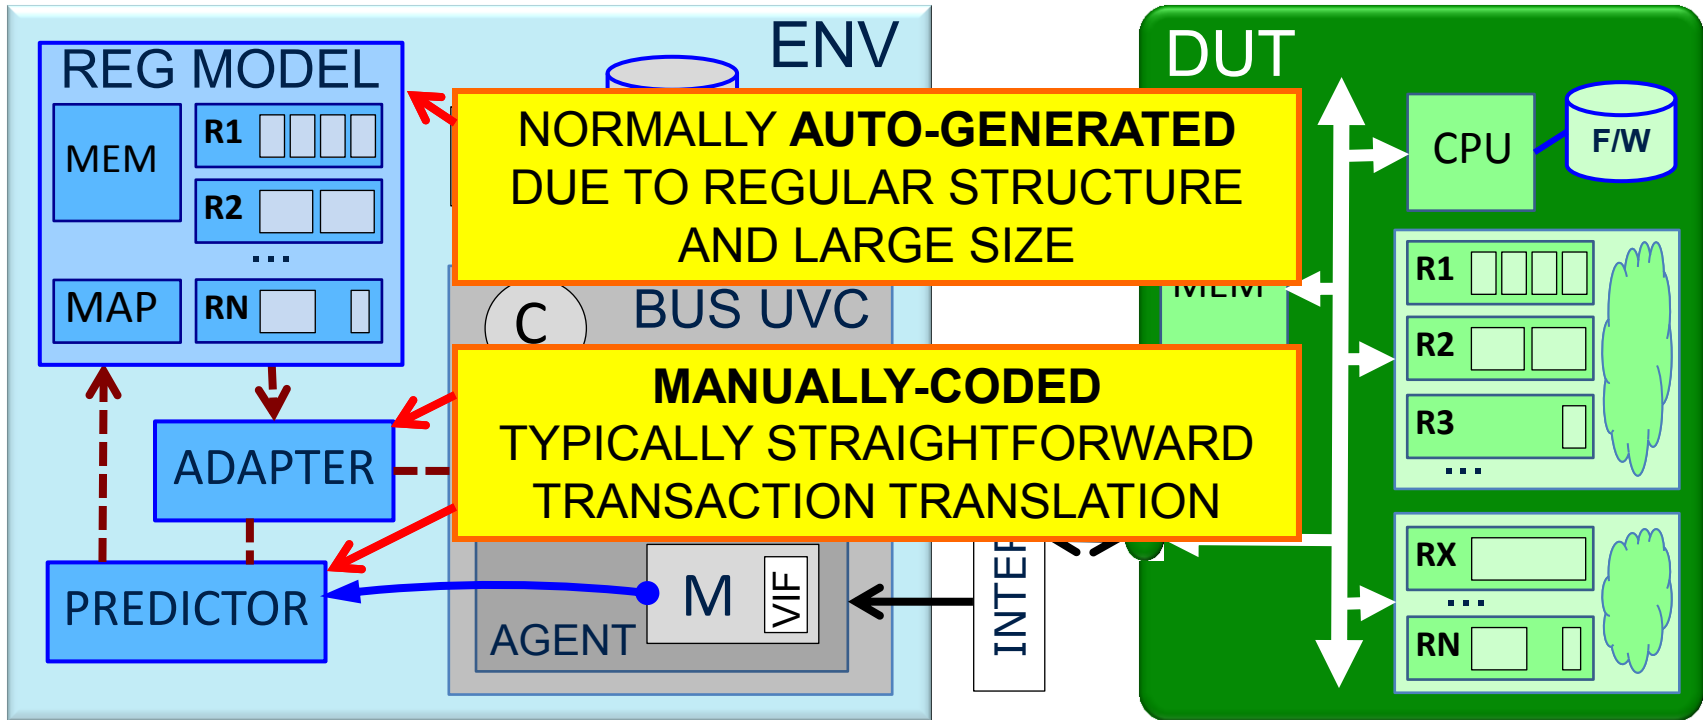 ENV
REG MODEL
MEM
R1
R2
...
MAP
RN
NORMALLY AUTO-GENERATED
DUE TO REGULAR STRUCTURE
AND LARGE SIZE
C
BUS UVC
MANUALLY-CODED
TYPICALLY STRAIGHTFORWARD
TRANSACTION TRANSLATION
ADAPTER
PREDICTOR
M
VIF
AGENT
DUT
CPU
F/W
MEM
R1
R2
R3
...
RX
...
RN